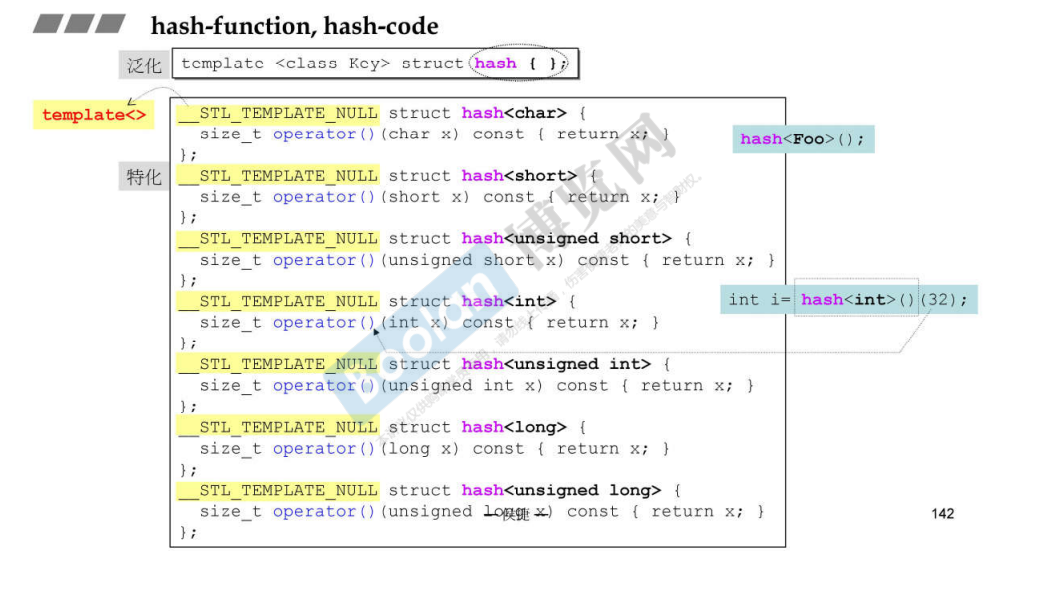 hash-function, hash-code
泛化
template <class Key> struct hash { };
template<>
__STL_TEMPLATE_NULL struct hash<char> {
size_t operator()(char x) const { return x; }
};
hash<Foo>();
特化
__STL_TEMPLATE_NULL struct hash<short> {
size_t operator()(short x) const { return x; }
};
__STL_TEMPLATE_NULL struct hash<unsigned short> {
size_t operator()(unsigned short x) const { return x; }
};
__STL_TEMPLATE_NULL struct hash<int> {
size_t operator()(int x) const { return x; }
};
int i= hash<int>()(32);
__STL_TEMPLATE_NULL struct hash<unsigned int> {
size_t operator()(unsigned int x) const { return x; }
};
__STL_TEMPLATE_NULL struct hash<long> {
size_t operator()(long x) const { return x; }
};
__STL_TEMPLATE_NULL struct hash<unsigned long> {
size_t operator()(unsigned long x) const { return x; }
};
— 侯捷 —
142
Boolan 博览网